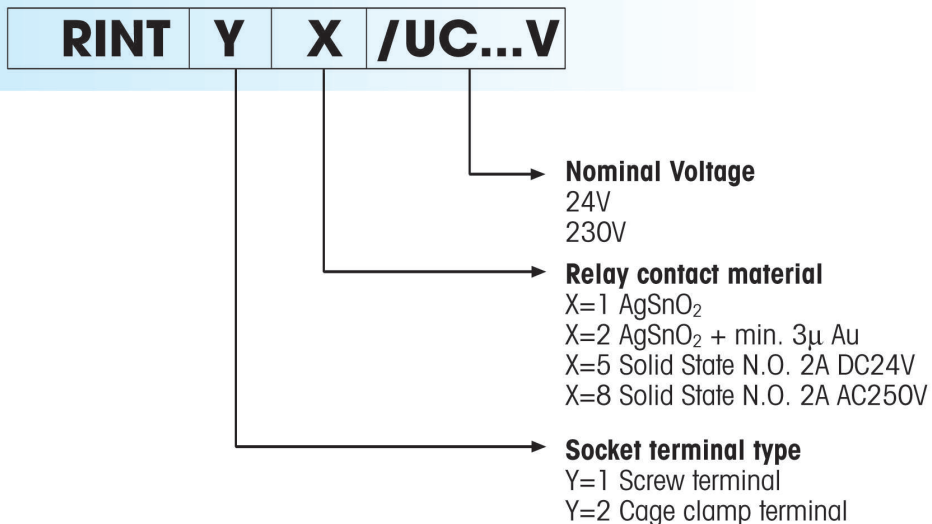 RINT Y X /UC...V
Nominal Voltage
24V
230V
Relay contact material
X=1 AgSnO₂
X=2 AgSnO₂ + min. 3µ Au
X=5 Solid State N.O. 2A DC24V
X=8 Solid State N.O. 2A AC250V
Socket terminal type
Y=1 Screw terminal
Y=2 Cage clamp terminal